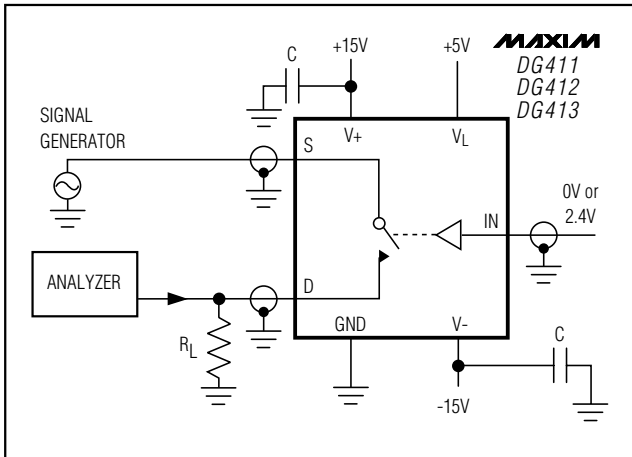 +15V
+5V
MAXIM
C
DG411
DG412
DG413
SIGNAL
GENERATOR
V+
VL
S
0V or
2.4V
IN
ANALYZER
D
RL
GND
V-
C
-15V